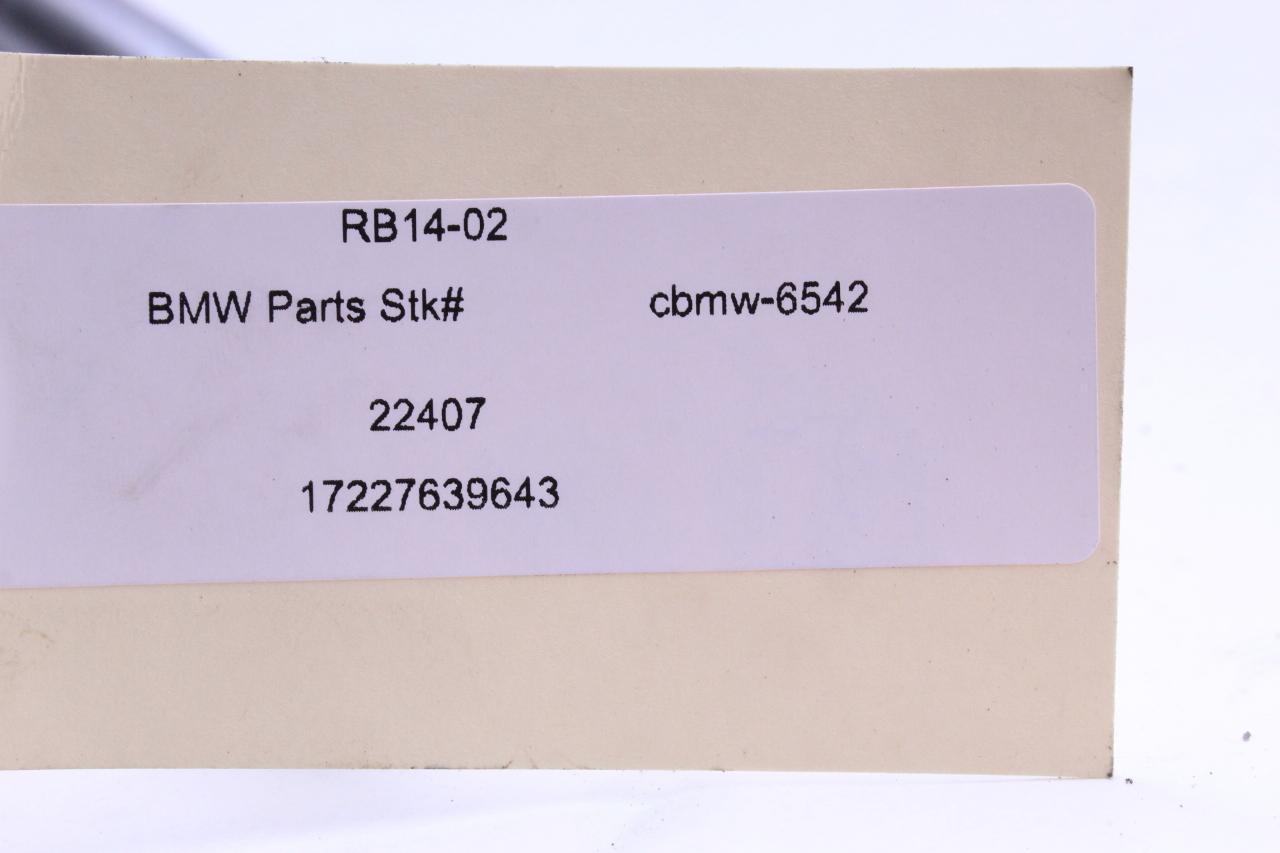 RB14-02
BMW Parts Stk# cbmw-6542
22407
17227639643